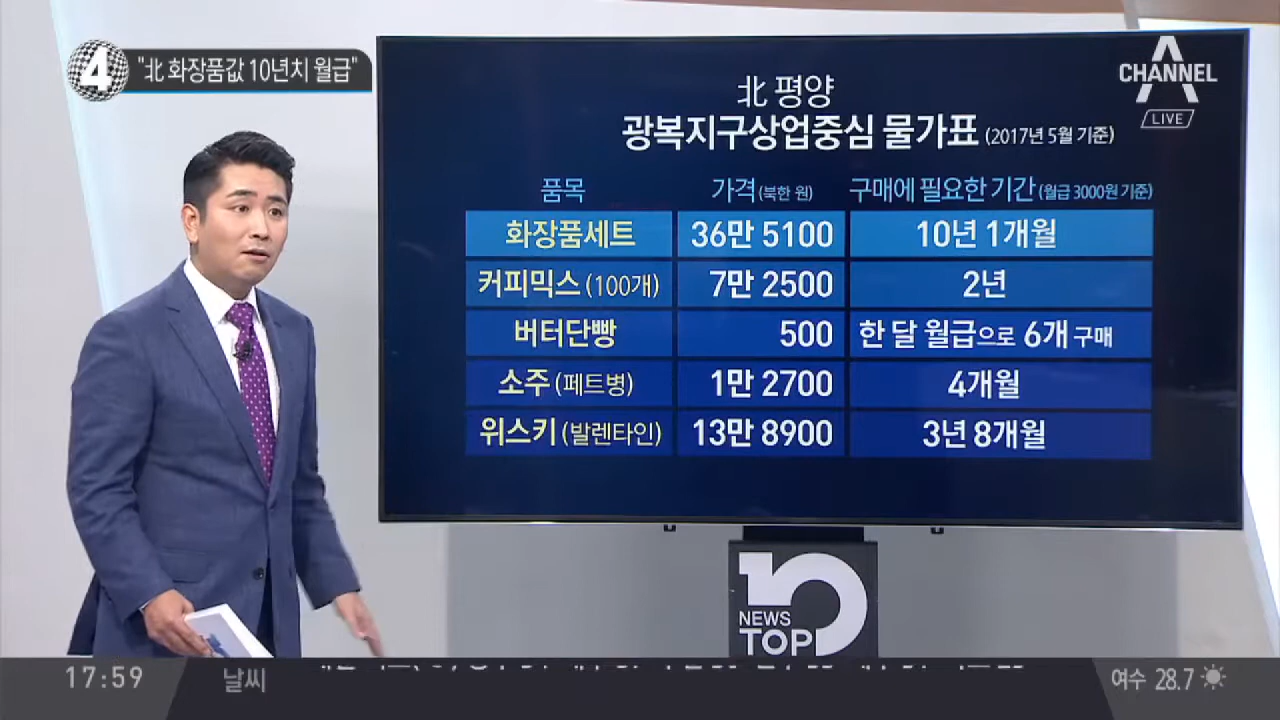 4 "北 화장품값 10년치 월급"
CHANNEL A
LIVE
北 평양
광복지구상업중심 물가표 (2017년 5월 기준)
품목 가격 (북한 원) 구매에 필요한 기간 (월급 3000원 기준)
화장품세트 36만 5100 10년 1개월
커피믹스 (100개) 7만 2500 2년
버터단빵 500 한 달 월급으로 6개 구매
소주 (페트병) 1만 2700 4개월
위스키 (발렌타인) 13만 8900 3년 8개월
NEWS
TOP
10
17:59 날씨 여수 28.7